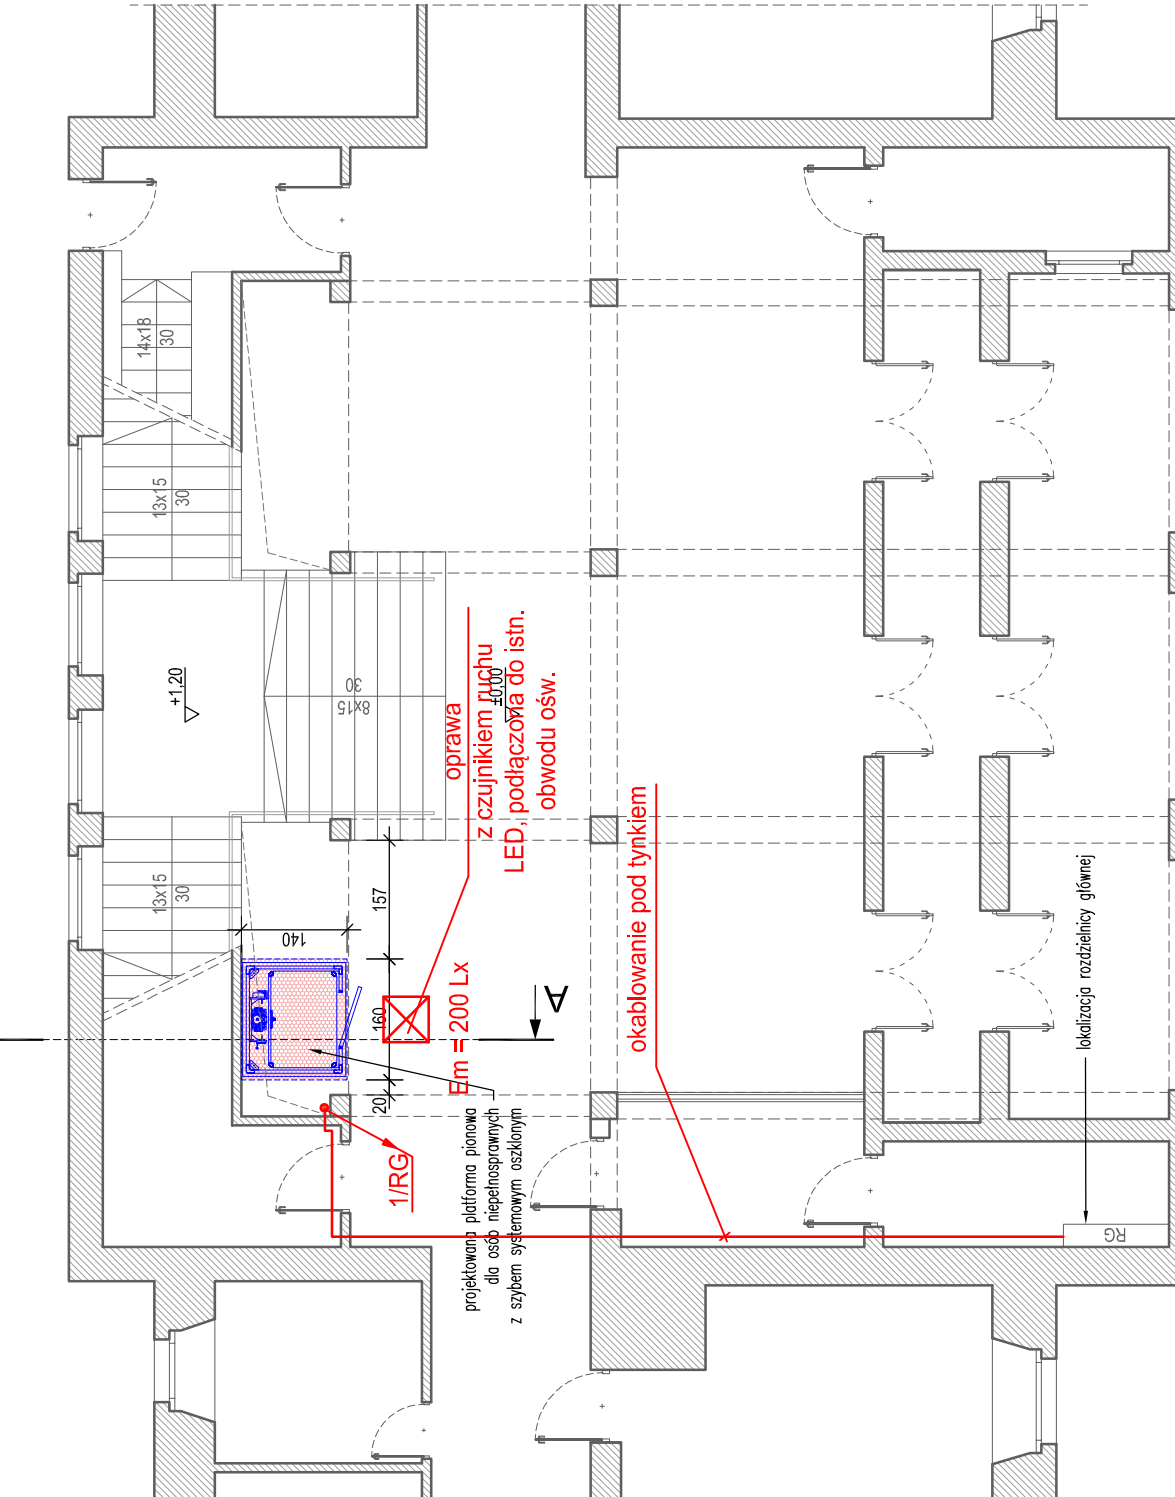 14x18
30
13x15
30
+1,20
8x15
30
±0,00
oprawa
z czujnikiem ruchu
LED, podłączona do istn.
obwodu ośw.
13x15
30
157
140
160
20
Em = 200 Lx
A
okablowanie pod tynkiem
lokalizacja rozdzielnicy głównej
1/RG
projektowana platforma pionowa
dla osób niepełnosprawnych
z szybem systemowym oszklonym
RG